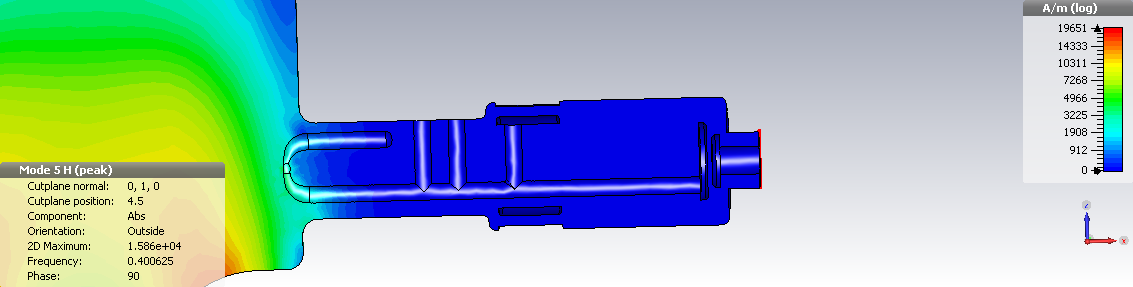 A/m (log)
19651
14333
10311
7268
4966
3225
1908
912
0
Mode 5 H (peak)
Cutplane normal: 0, 1, 0
Cutplane position: 4.5
Component: Abs
Orientation: Outside
2D Maximum: 1.586e+04
Frequency: 0.400625
Phase: 90
z
x